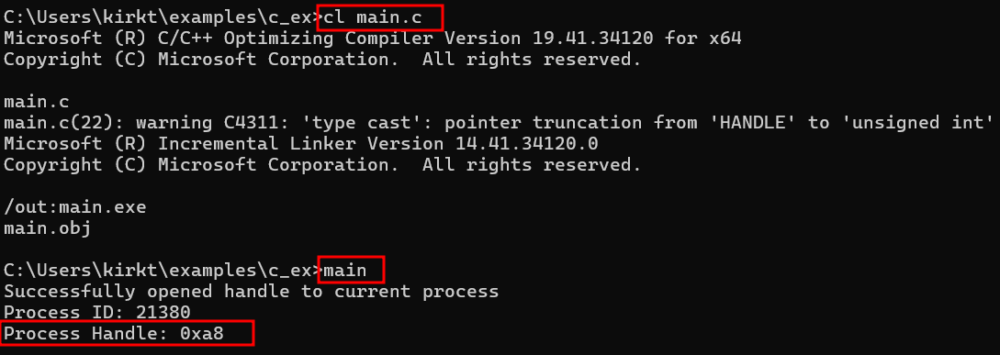 C:\Users\kirkt\examples\c_ex>cl main.c
Microsoft (R) C/C++ Optimizing Compiler Version 19.41.34120 for x64
Copyright (C) Microsoft Corporation.  All rights reserved.
main.c
main.c(22): warning C4311: 'type cast': pointer truncation from 'HANDLE' to 'unsigned int'
Microsoft (R) Incremental Linker Version 14.41.34120.0
Copyright (C) Microsoft Corporation.  All rights reserved.
/out:main.exe
main.obj
C:\Users\kirkt\examples\c_ex>main
Successfully opened handle to current process
Process ID: 21380
Process Handle: 0xa8